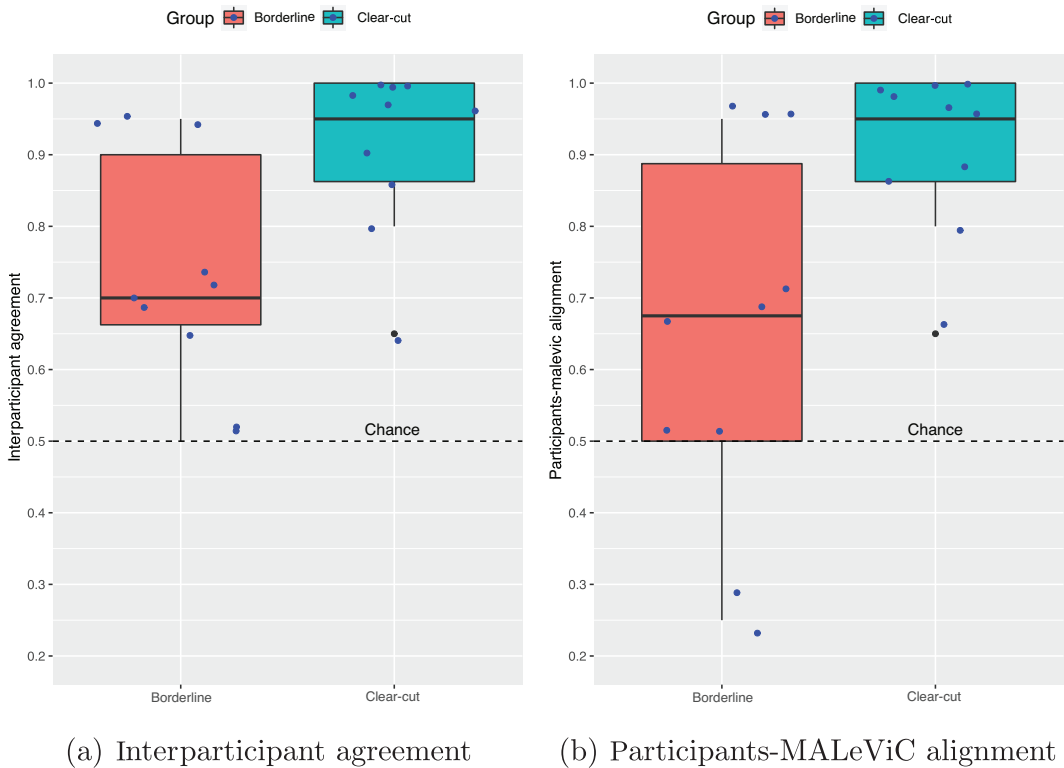 Group Borderline Clear-cut
Interparticipant agreement
1.0
0.9
0.8
0.7
0.6
0.5
0.4
0.3
0.2
Chance
Borderline Clear-cut
(a) Interparticipant agreement
Group Borderline Clear-cut
Participants-malevic alignment
1.0
0.9
0.8
0.7
0.6
0.5
0.4
0.3
0.2
Chance
Borderline Clear-cut
(b) Participants-MALeViC alignment